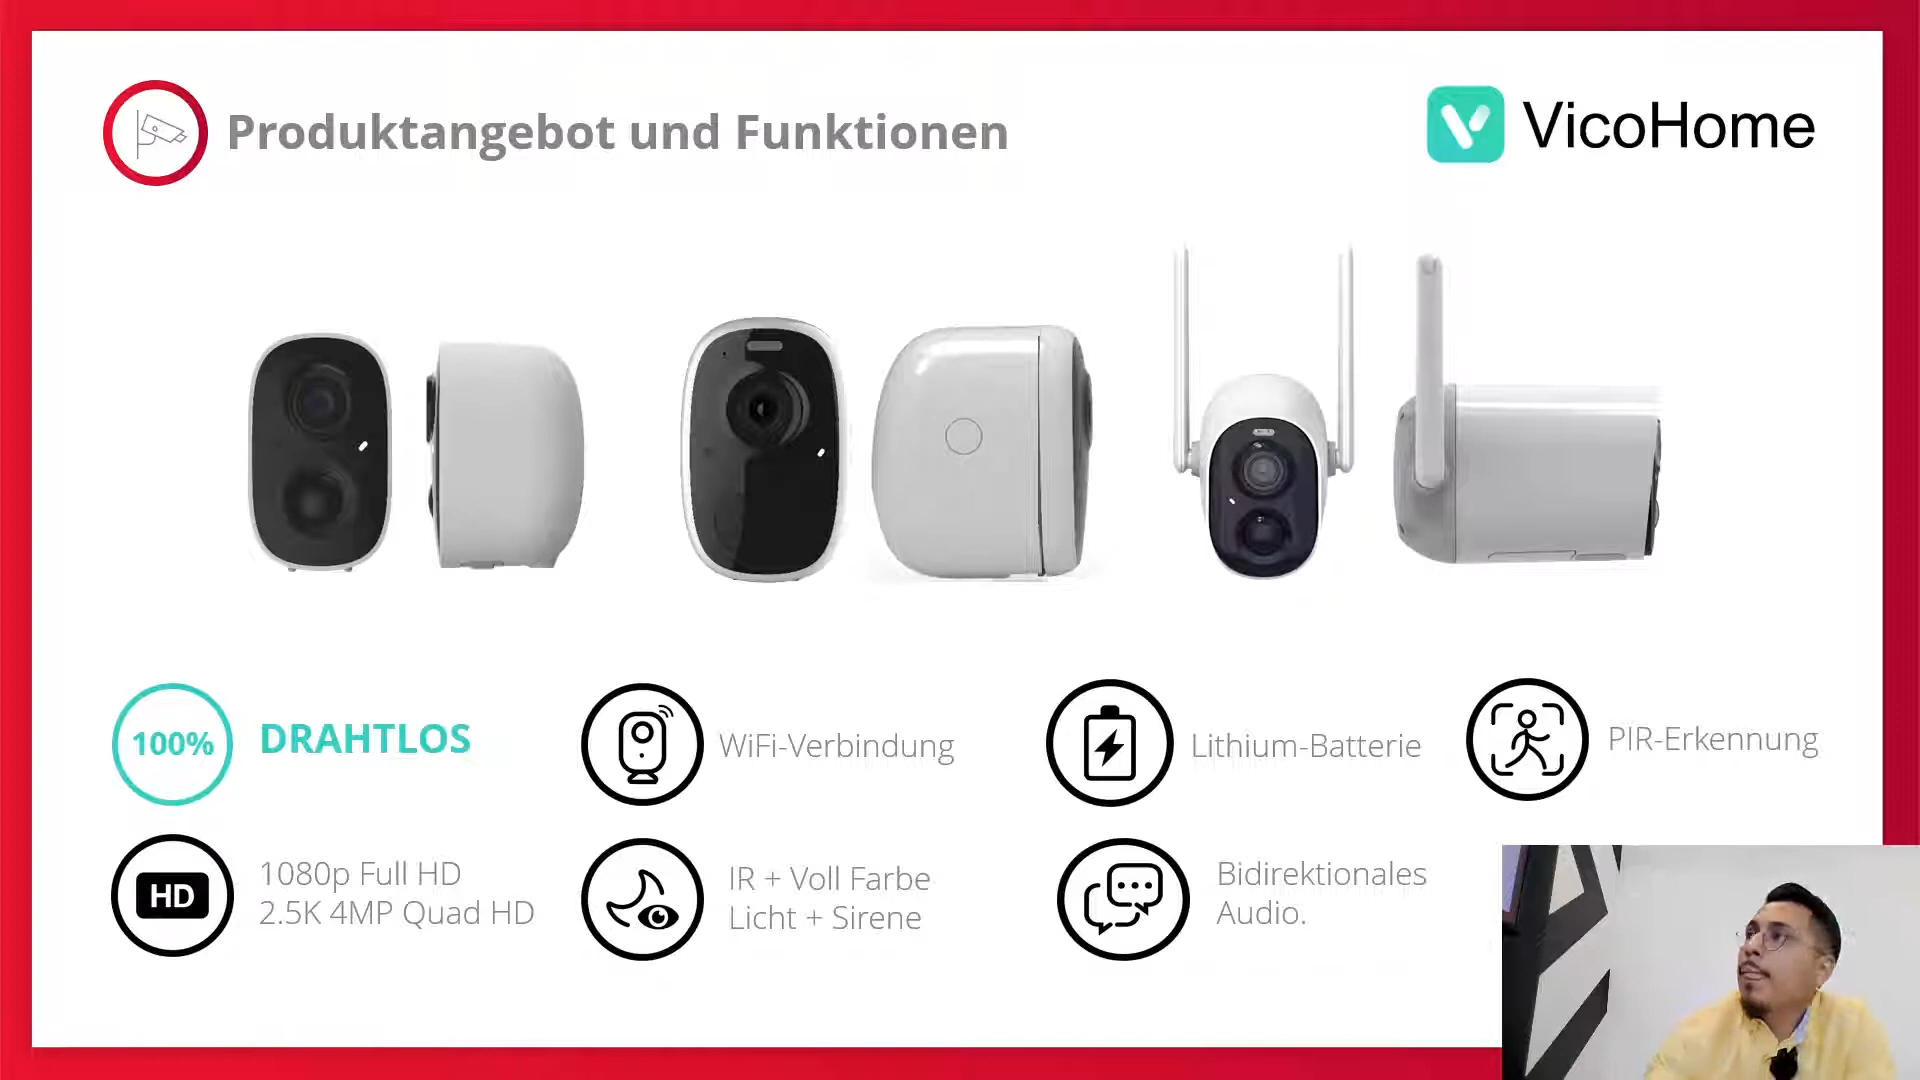 Produktangebot und Funktionen
VicoHome
100%
DRAHTLOS
WiFi-Verbindung
Lithium-Batterie
PIR-Erkennung
HD
1080p Full HD
2.5K 4MP Quad HD
IR + Voll Farbe
Licht + Sirene
Bidirektionales
Audio.